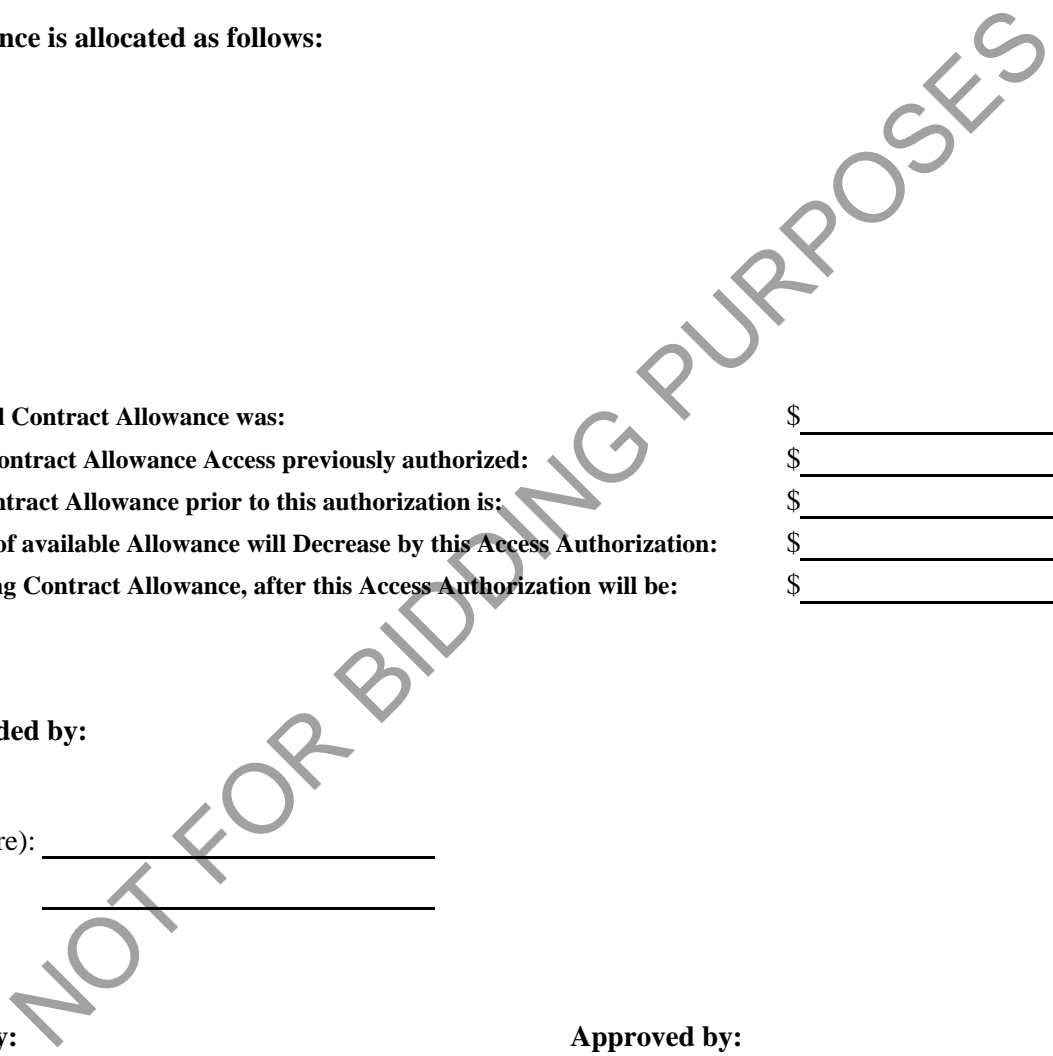 nce is allocated as follows:
l Contract Allowance was: $
ontract Allowance Access previously authorized: $
ntract Allowance prior to this authorization is: $
of available Allowance will Decrease by this Access Authorization: $
ng Contract Allowance, after this Access Authorization will be: $
ded by:
re):
y: Approved by:
NOT FOR BIDDING PURPOSES